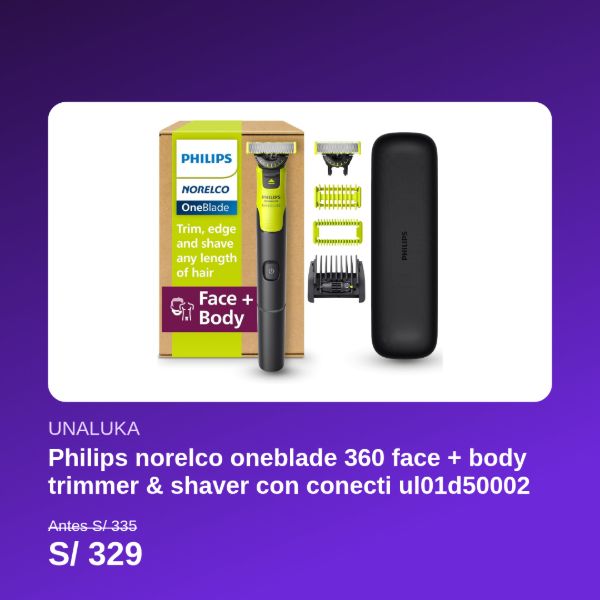 PHILIPS
NORELCO
OneBlade
Trim, edge
and shave
any length
of hair
Face +
Body
PHILIPS
PHILIPS
UNALUKA
Philips norelco oneblade 360 face + body
trimmer & shaver con conecti ul01d50002
Antes S/ 335
S/ 329